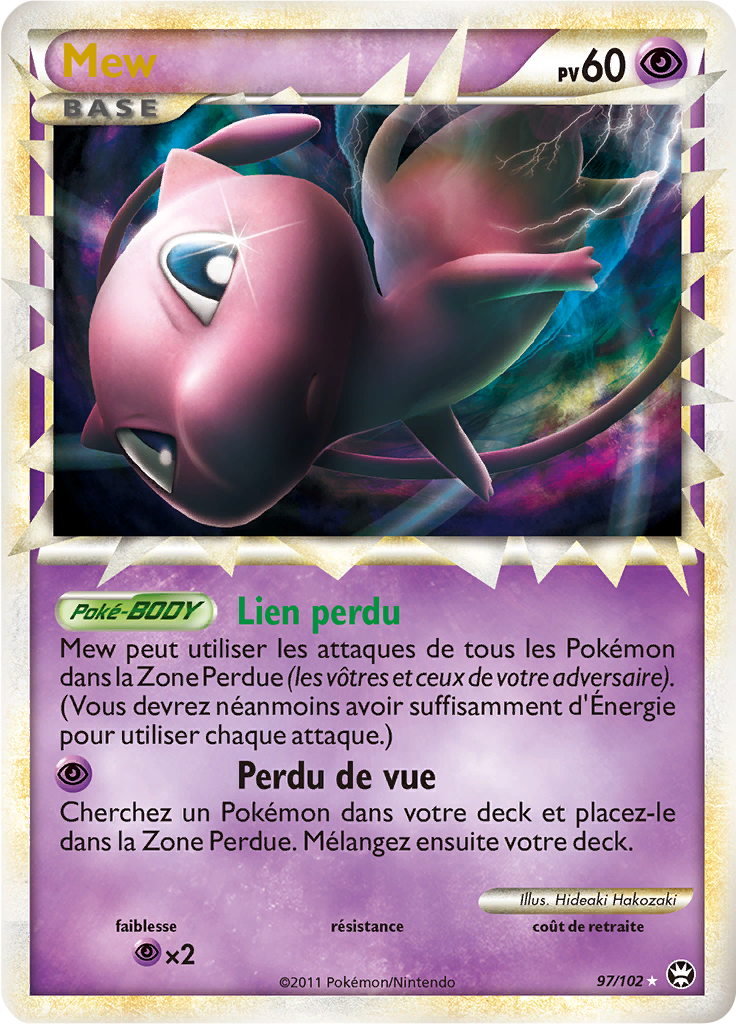 Mew
PV60
BASE
Poké-BODY Lien perdu
Mew peut utiliser les attaques de tous les Pokémon
dans la Zone Perdue (les vôtres et ceux de votre adversaire).
(Vous devrez néanmoins avoir suffisamment d'Énergie
pour utiliser chaque attaque.)
Perdu de vue
Cherchez un Pokémon dans votre deck et placez-le
dans la Zone Perdue. Mélangez ensuite votre deck.
Illus. Hideaki Hakozaki
faiblesse résistance coût de retraite
x2
©2011 Pokémon/Nintendo 97/102